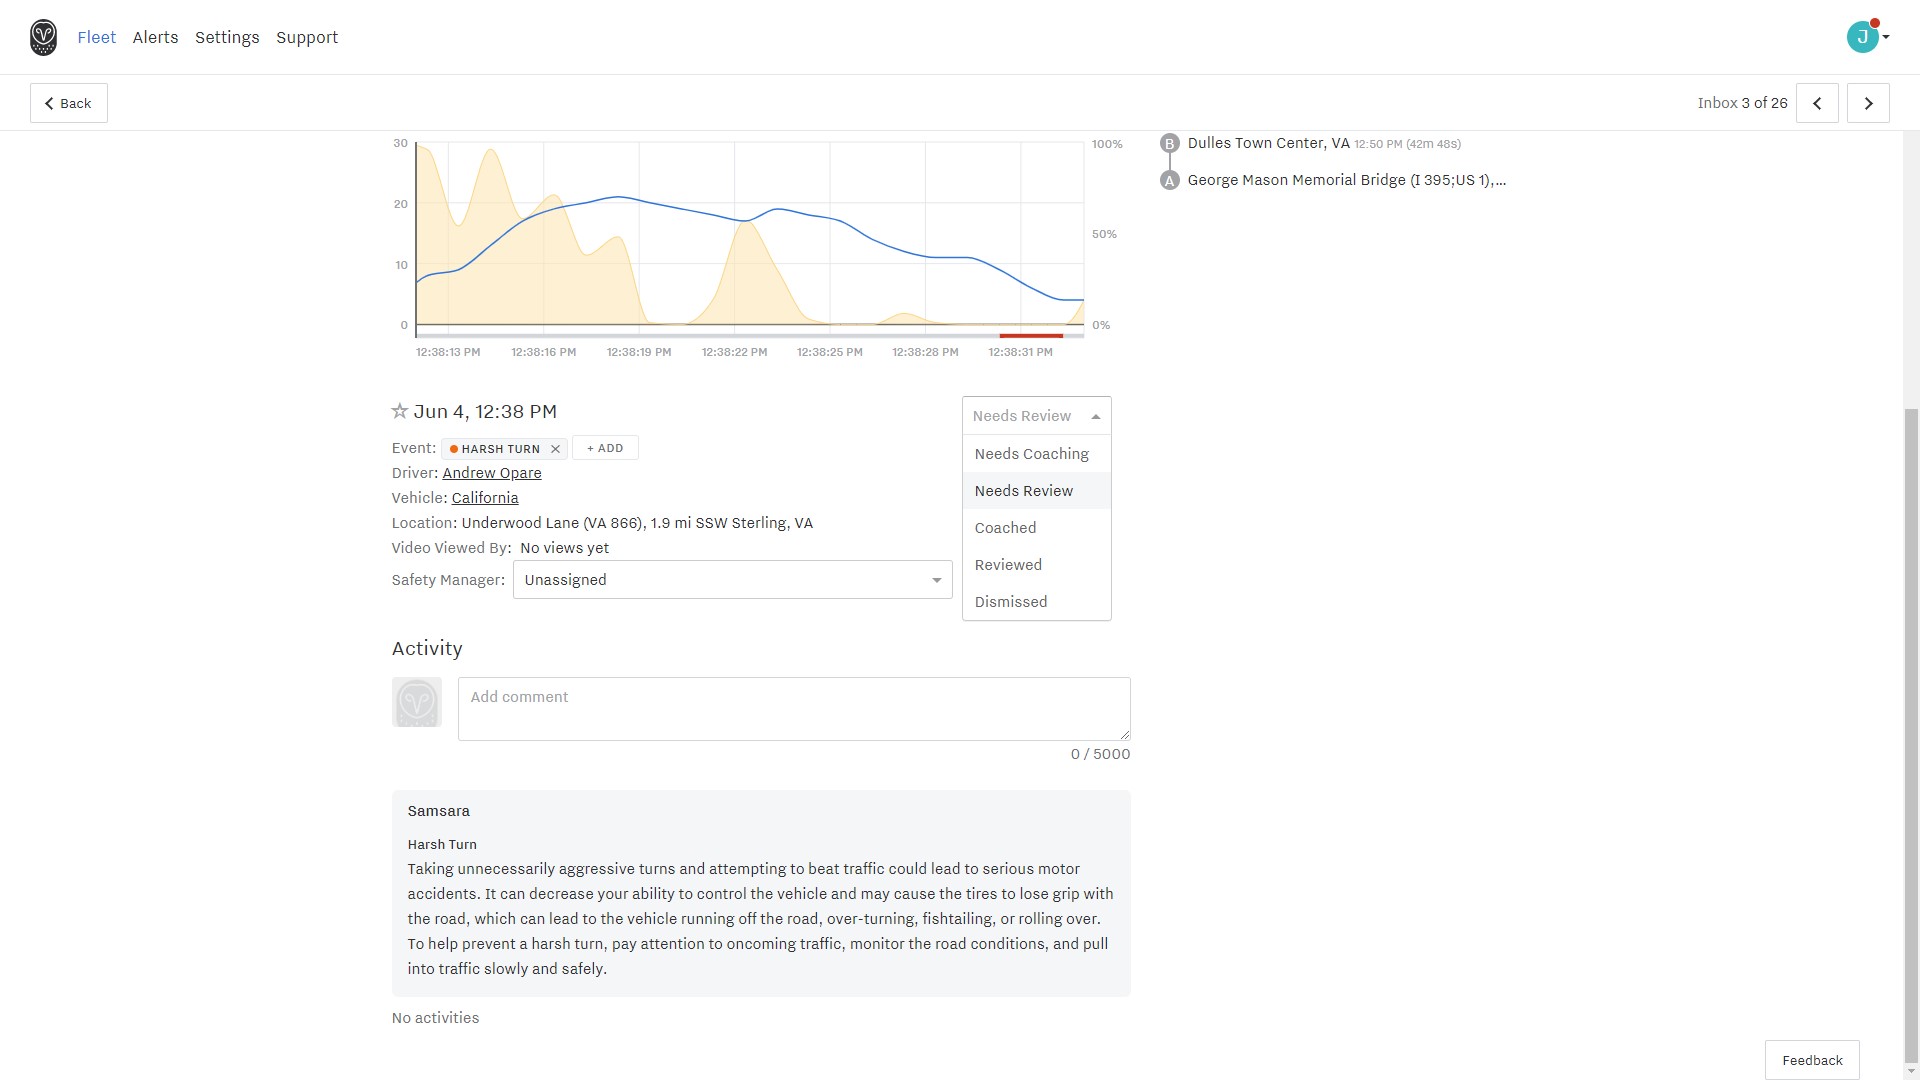 Fleet Alerts Settings Support
J
Back
Inbox 3 of 26
30
20
10
0
100%
50%
0%
12:38:13 PM 12:38:16 PM 12:38:19 PM 12:38:22 PM 12:38:25 PM 12:38:28 PM 12:38:31 PM
B Dulles Town Center, VA 12:50 PM (42m 48s)
A George Mason Memorial Bridge (I 395;US 1),...
Jun 4, 12:38 PM
Event: HARSH TURN + ADD
Driver: Andrew Opare
Vehicle: California
Location: Underwood Lane (VA 866), 1.9 mi SSW Sterling, VA
Video Viewed By: No views yet
Safety Manager: Unassigned
Needs Review
Needs Coaching
Needs Review
Coached
Reviewed
Dismissed
Activity
Add comment
0 / 5000
Samsara
Harsh Turn
Taking unnecessarily aggressive turns and attempting to beat traffic could lead to serious motor
accidents. It can decrease your ability to control the vehicle and may cause the tires to lose grip with
the road, which can lead to the vehicle running off the road, over-turning, fishtailing, or rolling over.
To help prevent a harsh turn, pay attention to oncoming traffic, monitor the road conditions, and pull
into traffic slowly and safely.
No activities
Feedback